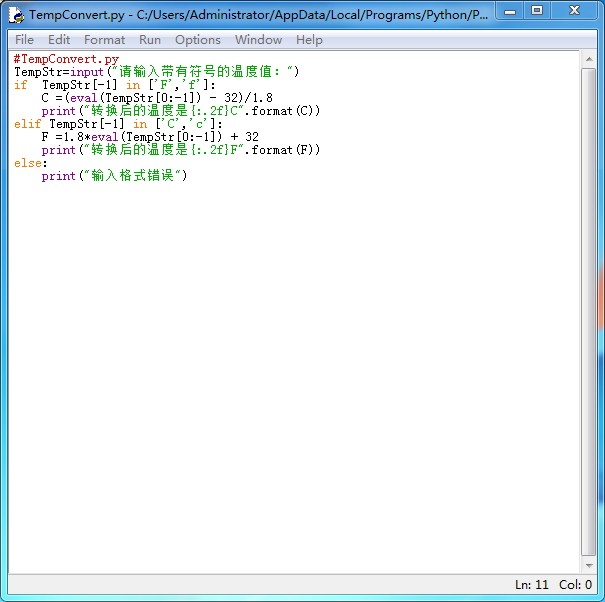 TempConvert.py - C:/Users/Administrator/AppData/Local/Programs/Python/P...
File Edit Format Run Options Window Help
#TempConvert.py
TempStr=input("请输入带有符号的温度值: ")
if  TempStr[-1] in ['F','f']:
    C =(eval(TempStr[0:-1]) - 32)/1.8
    print("转换后的温度是{:.2f}C".format(C))
elif TempStr[-1] in ['C','c']:
    F =1.8*eval(TempStr[0:-1]) + 32
    print("转换后的温度是{:.2f}F".format(F))
else:
    print("输入格式错误")
Ln: 11 Col: 0